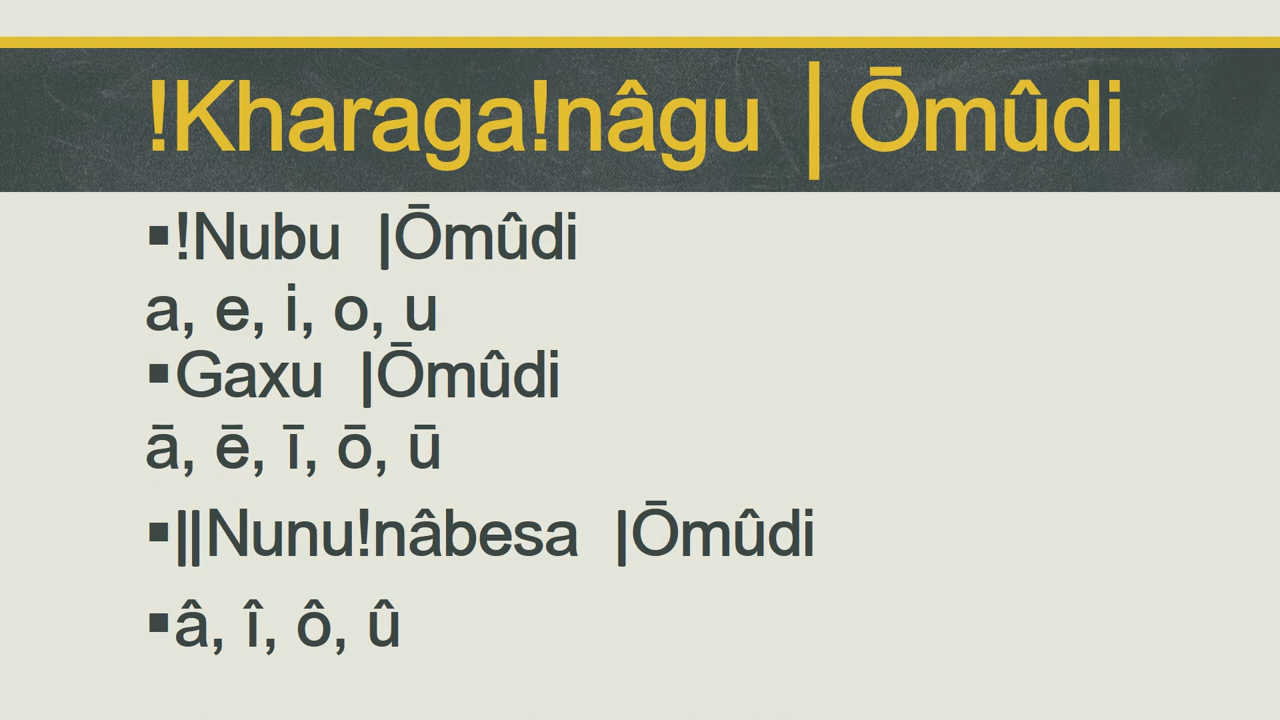 !Kharaga!nâgu |Ōmûdi
▪!Nubu |Ōmûdi
a, e, i, o, u
▪Gaxu |Ōmûdi
ā, ē, ī, ō, ū
▪||Nunu!nâbesa |Ōmûdi
▪â, î, ô, û